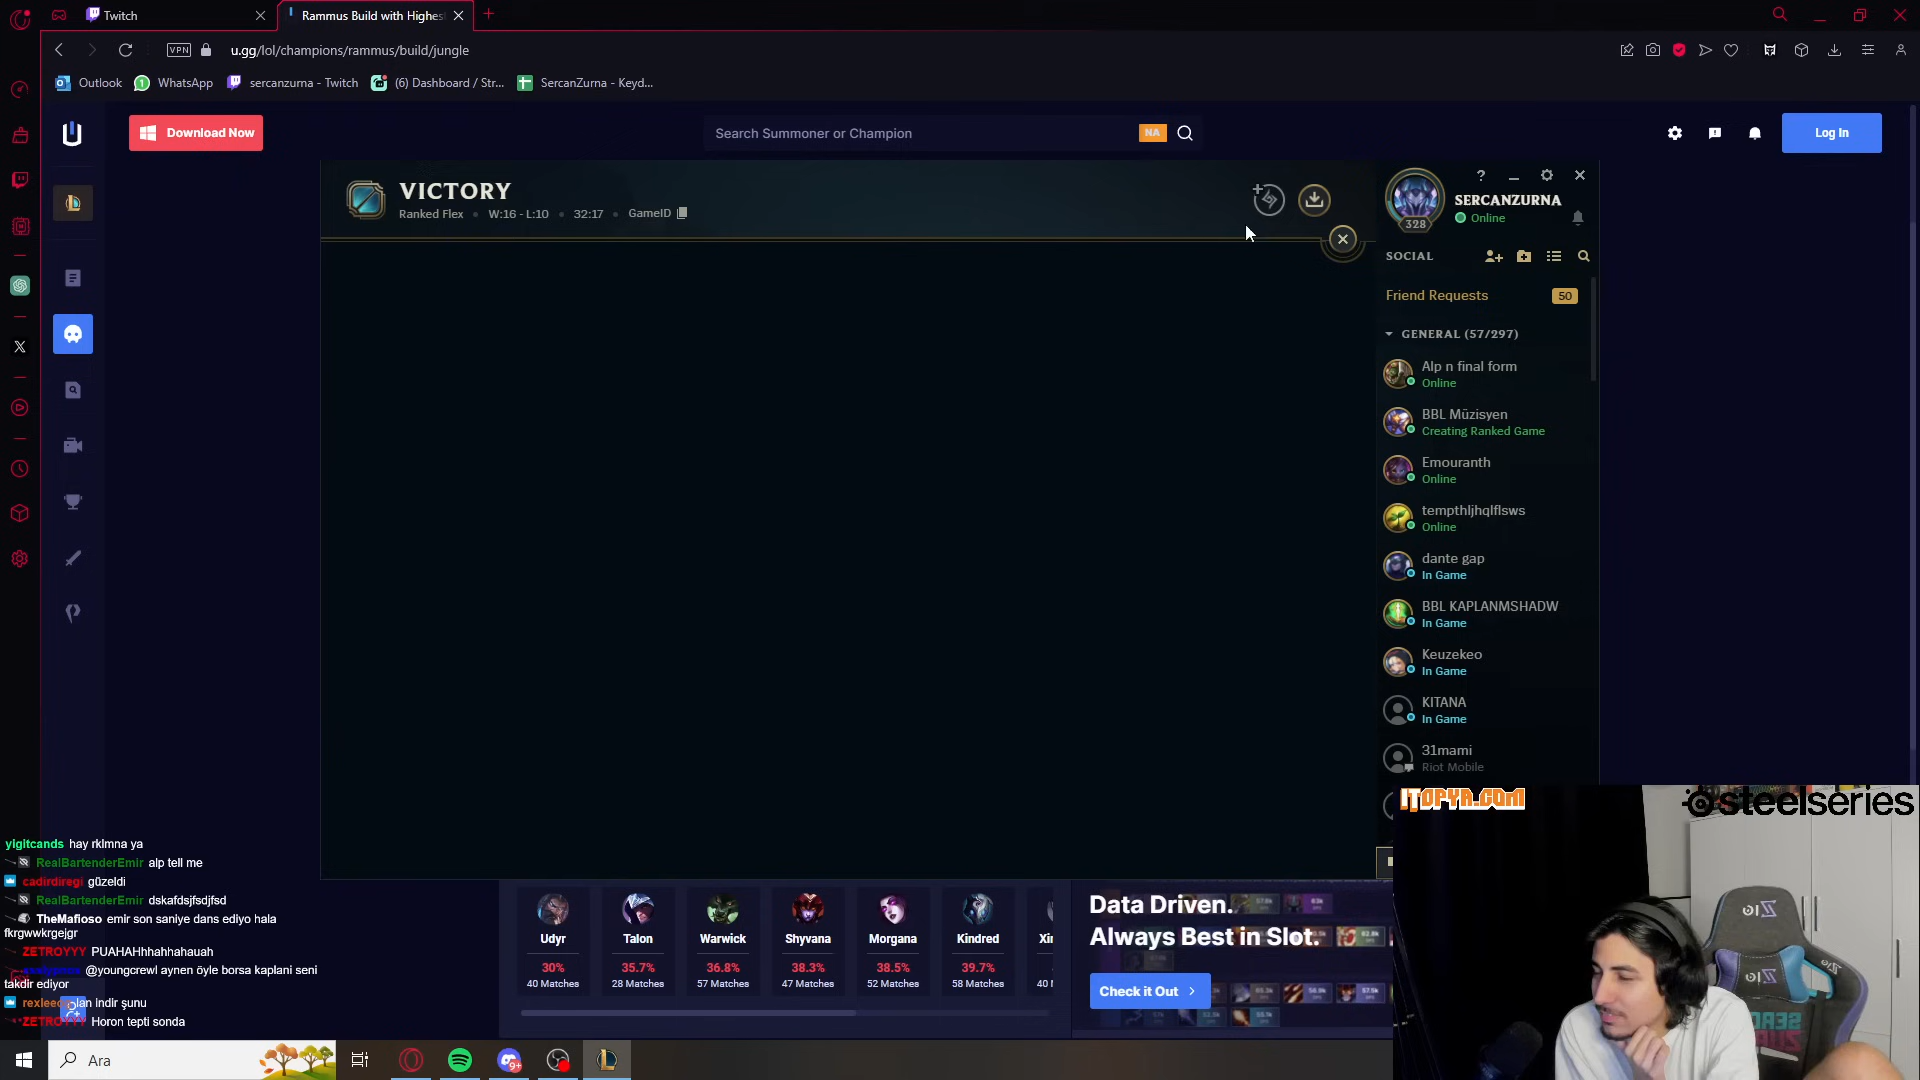 Twitch
Rammus Build with Highes
VPN
u.gg/lol/champions/rammus/build/jungle
Outlook
WhatsApp
sercanzurna - Twitch
(6) Dashboard / Str...
SercanZurna - Keyd...
Download Now
Search Summoner or Champion
NA
Log In
VICTORY
Ranked Flex
W:16 - L:10
32:17
GameID
SERCANZURNA
Online
328
SOCIAL
Friend Requests
50
GENERAL (57/297)
Alp n final form
Online
BBL Müzisyen
Creating Ranked Game
Emouranth
Online
tempthljhqlflsws
Online
dante gap
In Game
BBL KAPLANMSHADW
In Game
Keuzekeo
In Game
KITANA
In Game
31mami
Riot Mobile
ITOPYA.COM
steelseries
yigitcands hay rklmna ya
RealBartenderEmir alp tell me
cadirdiregi güzeldi
RealBartenderEmir dskafdsjfsdjfsd
TheMafioso emir son saniye dans ediyo hala
fkrgwwkrgejgr
ZETROYYY PUAHAHhhahhahauah
@youngcrewl aynen öyle borsa kaplani seni
takdir ediyor
lan indir şunu
ZETROYYY Horon tepti sonda
Udyr
30%
40 Matches
Talon
35.7%
28 Matches
Warwick
36.8%
57 Matches
Shyvana
38.3%
47 Matches
Morgana
38.5%
52 Matches
Kindred
39.7%
58 Matches
Data Driven.
Always Best in Slot.
Check it Out
Ara
9+